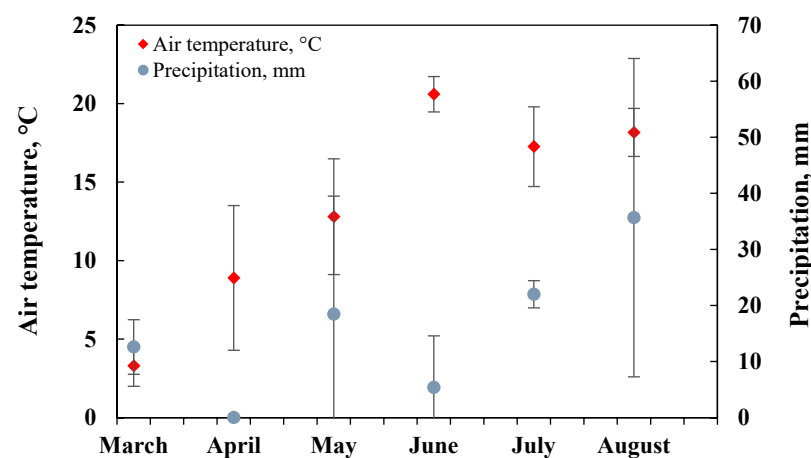 Air temperature, °C
Precipitation, mm
25
20
15
10
5
0
Air temperature, °C
70
60
50
40
30
20
10
0
Precipitation, mm
March April May June July August